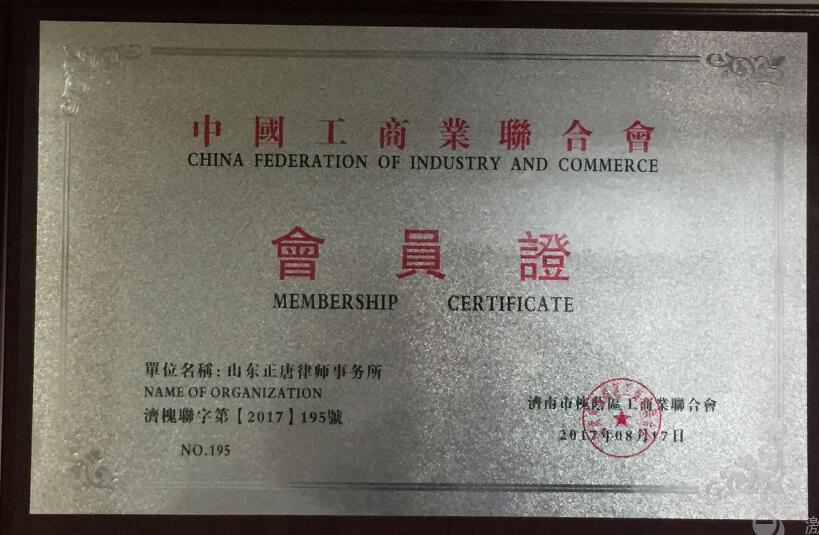 中國工商業聯合會
CHINA FEDERATION OF INDUSTRY AND COMMERCE
會員證
MEMBERSHIP CERTIFICATE
單位名稱：山东正唐律师事务所
NAME OF ORGANIZATION
濟槐聯字第【2017】195號
NO.195
濟南市槐蔭區工商業聯合會
2017年08月17日